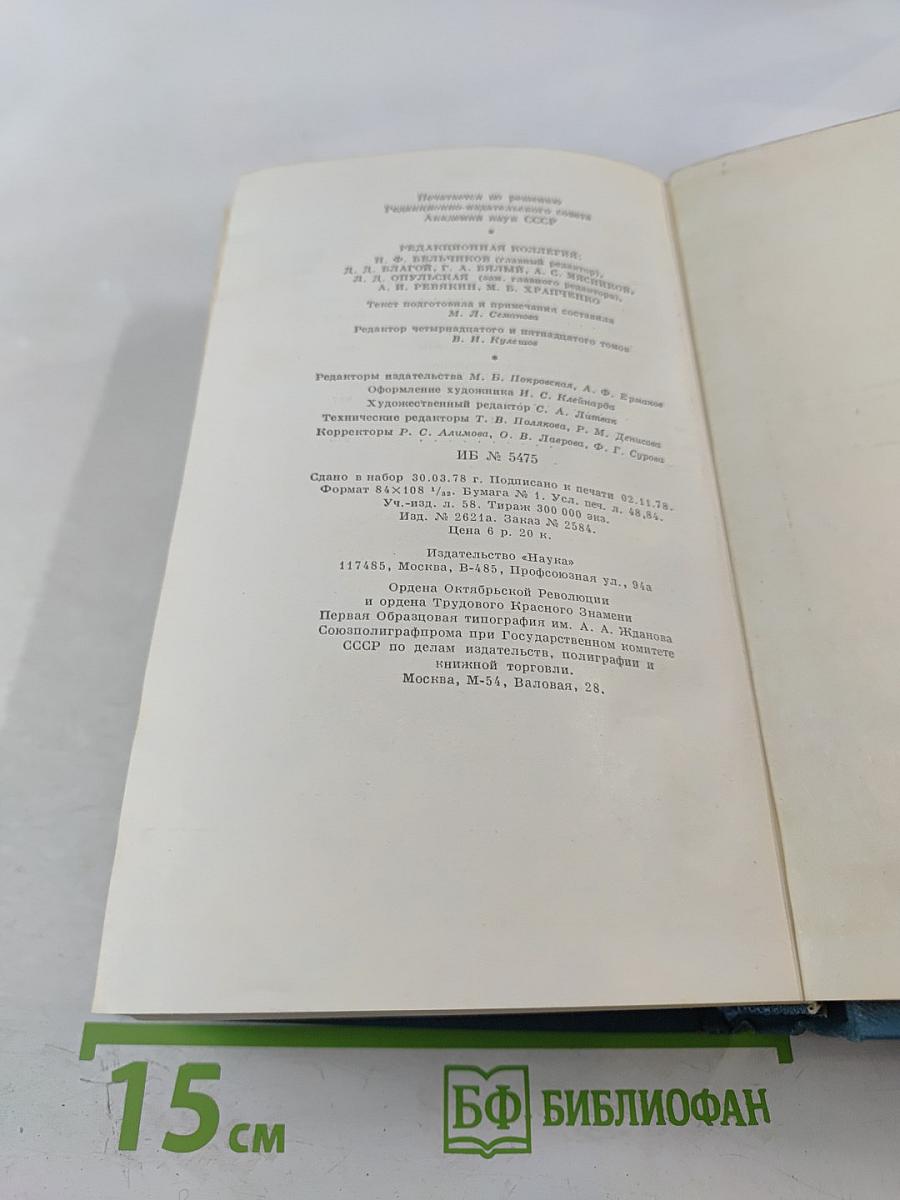 Печатается по решению
Редакционно-издательского совета
Академии наук СССР
*
РЕДАКЦИОННАЯ КОЛЛЕГИЯ:
Н. Ф. БЕЛЬЧИКОВ (главный редактор),
Д. Д. БЛАГОЙ, Г. А. БЯЛЫЙ, А. С. МЯСНИКОВ,
Л. Д. ОПУЛЬСКАЯ (зам. главного редактора),
А. И. РЕВЯКИН, М. Б. ХРАПЧЕНКО
Текст подготовила и примечания составила
М. Л. Семанова
Редактор четырнадцатого и пятнадцатого томов
В. И. Кулешов
*
Редакторы издательства М. Б. Покровская, А. Ф. Ермаков
Оформление художника И. С. Клейнарда
Художественный редактор С. А. Литвак
Технические редакторы Т. В. Полякова, Р. М. Денисова
Корректоры Р. С. Алимова, О. В. Лаврова, Ф. Г. Сурова
ИБ № 5475
Сдано в набор 30.03.78 г. Подписано к печати 02.11.78.
Формат 84×108 1/32. Бумага № 1. Усл. печ. л. 48,84.
Уч.-изд. л. 58. Тираж 300 000 экз.
Изд. № 2621а. Заказ № 2584.
Цена 6 р. 20 к.
Издательство «Наука»
117485, Москва, В-485, Профсоюзная ул., 94а
Ордена Октябрьской Революции
и ордена Трудового Красного Знамени
Первая Образцовая типография им. А. А. Жданова
Союзполиграфпрома при Государственном комитете
СССР по делам издательств, полиграфии и
книжной торговли.
Москва, М-54, Валовая, 28.
15 см
БФ БИБЛИОФАН